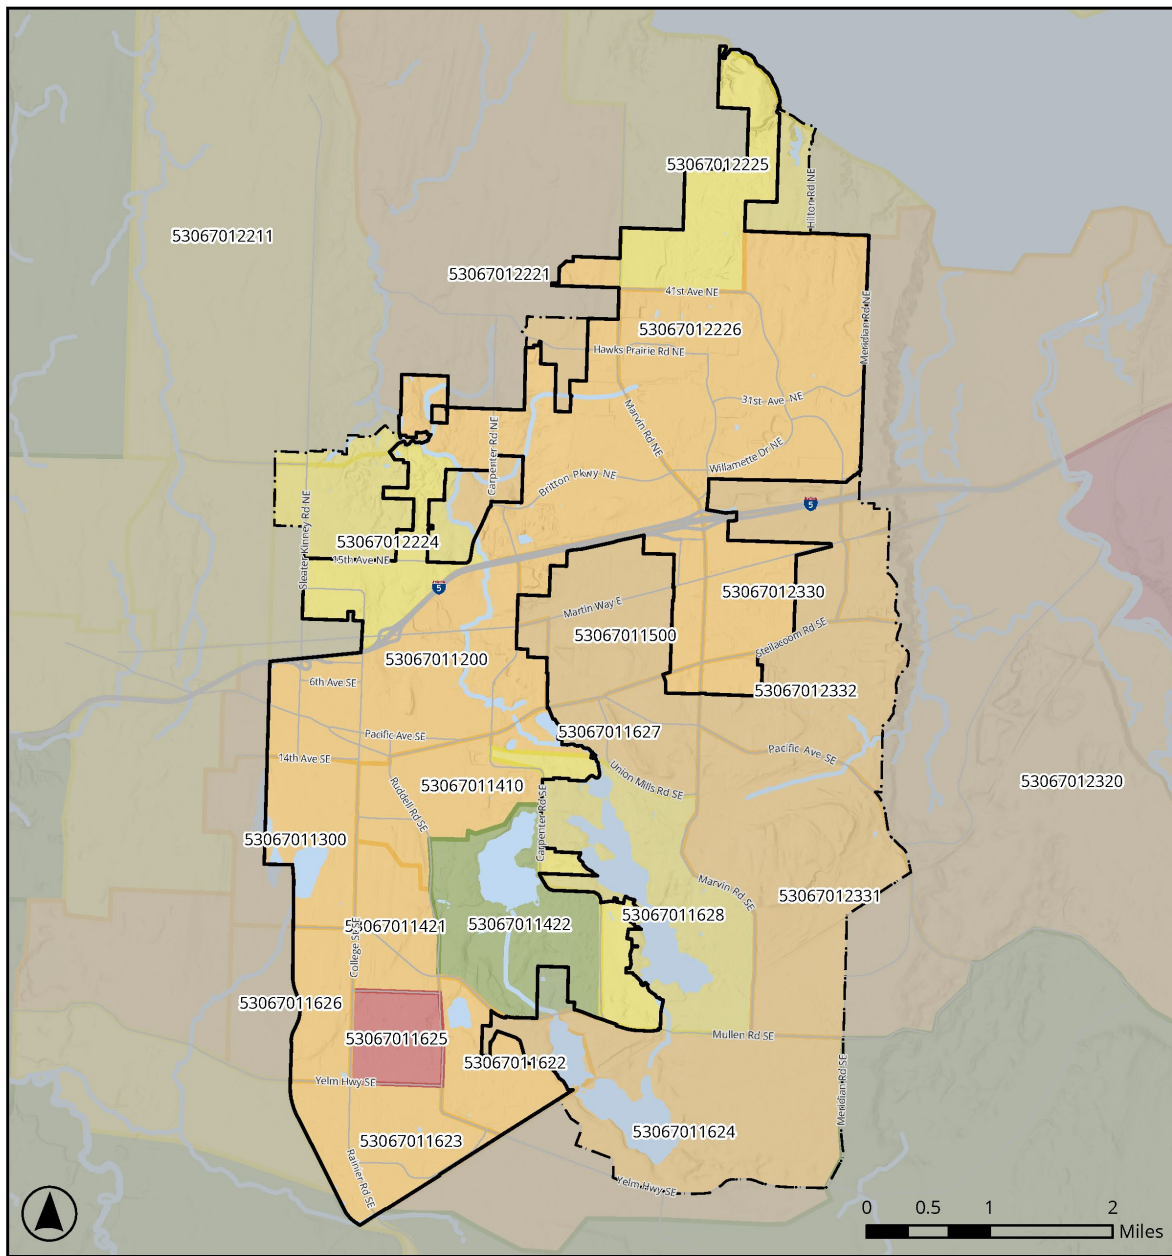 53067012225
Hilton Rd NE
53067012211
53067012221
41st Ave NE
53067012226
Meridian Rd NE
Hawks Prairie Rd NE
31st Ave NE
Marvin Rd NE
Carpenter Rd NE
Willamette Dr NE
Britton Pkwy NE
5
Sleater Kinney Rd NE
53067012224
15th Ave NE
5
53067012330
Martin Way E
53067011500
Steilacoom Rd SE
53067011200
6th Ave SE
53067012332
53067011627
Pacific Ave SE
Pacific Ave SE
14th Ave SE
Union Mills Rd SE
53067012320
53067011410
Ruddell Rd SE
Carpenter Rd SE
53067011300
Marvin Rd SE
53067012331
53067011628
53067011421
53067011422
College St SE
53067011626
53067011625
Mullen Rd SE
53067011622
Yelm Hwy SE
Meridian Rd SE
53067011624
53067011623
Rainier Rd SE
Yelm Hwy SE
0 0.5 1 2
Miles